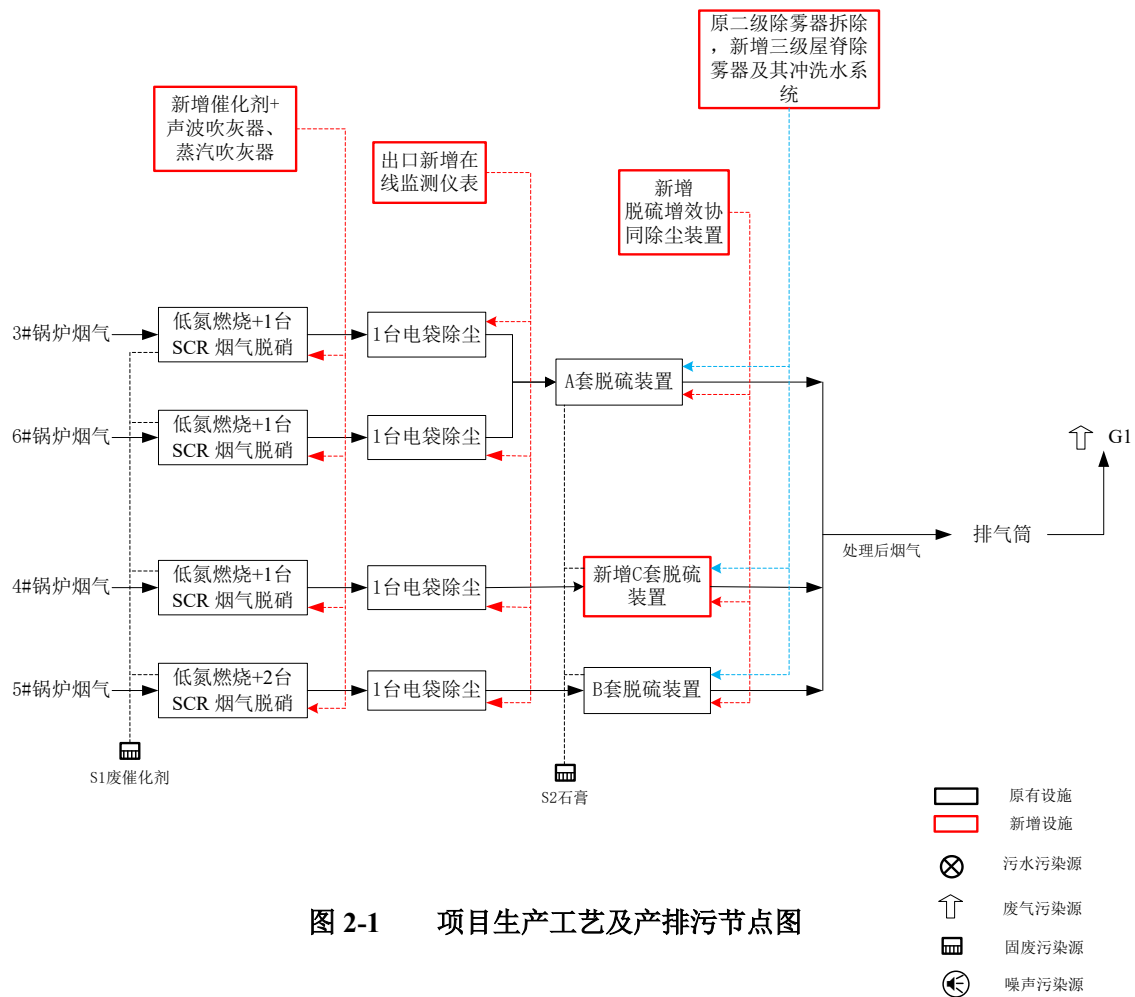 原二级除雾器拆除
，新增三级屋脊除
雾器及其冲洗水系
统
新增催化剂+
声波吹灰器、
蒸汽吹灰器
出口新增在
线监测仪表
新增
脱硫增效协
同除尘装置
3#锅炉烟气
低氮燃烧+1台
SCR 烟气脱硝
1台电袋除尘
A套脱硫装置
6#锅炉烟气
低氮燃烧+1台
SCR 烟气脱硝
1台电袋除尘
G1
排气筒
处理后烟气
4#锅炉烟气
低氮燃烧+1台
SCR 烟气脱硝
1台电袋除尘
新增C套脱硫
装置
5#锅炉烟气
低氮燃烧+2台
SCR 烟气脱硝
1台电袋除尘
B套脱硫装置
S1废催化剂
S2石膏
原有设施
新增设施
污水污染源
废气污染源
固废污染源
噪声污染源
图 2-1 项目生产工艺及产排污节点图